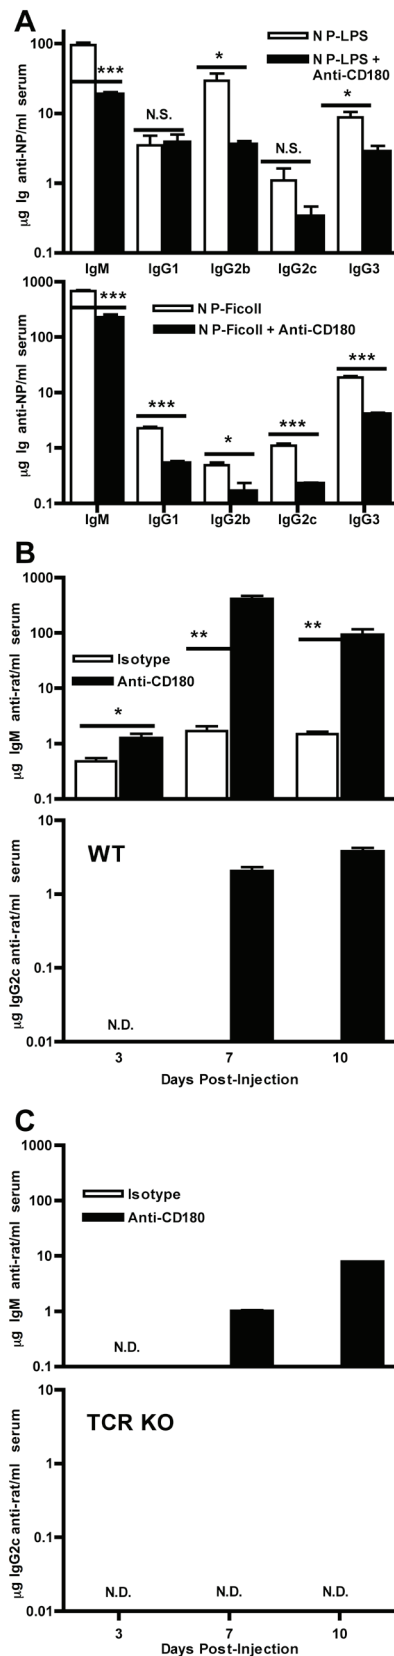 A
µg Ig anti-NP/ml serum
100
10
1
0.1
N P-LPS
N P-LPS +
Anti-CD180
***
N.S.
*
N.S.
*
IgM IgG1 IgG2b IgG2c IgG3
µg Ig anti-NP/ml serum
1000
100
10
1
0.1
N P-Ficoll
N P-Ficoll + Anti-CD180
***
***
*
***
***
IgM IgG1 IgG2b IgG2c IgG3
B
µg IgM anti-rat/ml serum
1000
100
10
1
0.1
Isotype
Anti-CD180
*
**
**
µg IgG2c anti-rat/ml serum
10
1
0.1
0.01
WT
N.D.
3 7 10
Days Post-Injection
C
µg IgM anti-rat/ml serum
1000
100
10
1
0.1
Isotype
Anti-CD180
N.D.
µg IgG2c anti-rat/ml serum
10
1
0.1
0.01
TCR KO
N.D. N.D. N.D.
3 7 10
Days Post-Injection